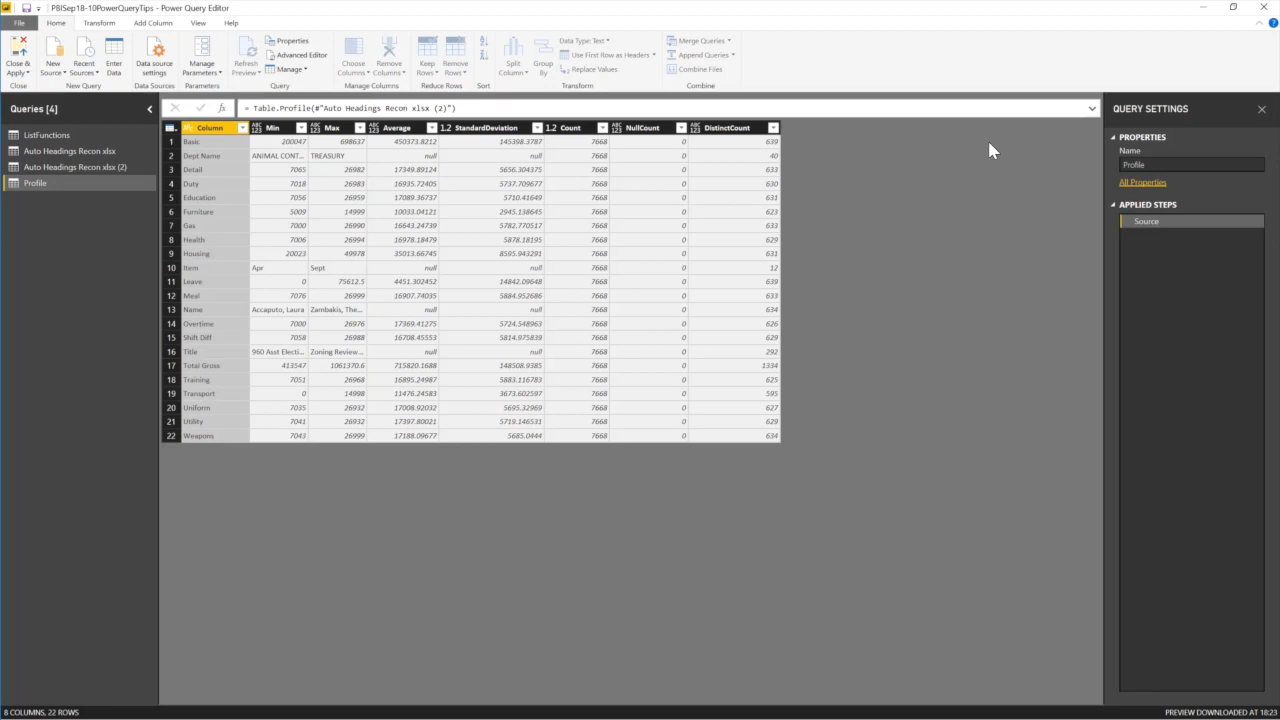 PBISep18-10PowerQueryTips - Power Query Editor
File Home Transform Add Column View Help
Close & Apply
New Source
Recent Sources
Enter Data
Data source settings
Manage Parameters
Refresh Preview
Properties
Advanced Editor
Manage
Choose Columns
Remove Columns
Keep Rows
Remove Rows
Split Column
Group By
Data Type: Text
Use First Row as Headers
Replace Values
Merge Queries
Append Queries
Combine Files
Close New Query Data Sources Parameters Query Manage Columns Reduce Rows Sort Transform Combine
Queries [4]
ListFunctions
Auto Headings Recon xlsx
Auto Headings Recon xlsx (2)
Profile
fx = Table.Profile(#"Auto Headings Recon xlsx (2)")
Column ABC 123 Min ABC 123 Max ABC 123 Average 1.2 StandardDeviation 1.2 Count ABC 123 NullCount ABC 123 DistinctCount
1 Basic 200047 698637 450373.8212 145398.3787 7668 0 639
2 Dept Name ANIMAL CONT... TREASURY null null 7668 0 40
3 Detail 7065 26982 17349.89124 5656.304375 7668 0 633
4 Duty 7018 26983 16935.72405 5737.709677 7668 0 630
5 Education 7056 26959 17089.36737 5710.41649 7668 0 631
6 Furniture 5009 14999 10033.04121 2945.138645 7668 0 623
7 Gas 7000 26990 16643.24739 5782.770517 7668 0 633
8 Health 7006 26994 16978.18479 5878.18195 7668 0 629
9 Housing 20023 49978 35013.66745 8595.943291 7668 0 631
10 Item Apr Sept null null 7668 0 12
11 Leave 0 75612.5 4451.302452 14842.09648 7668 0 639
12 Meal 7076 26999 16907.74035 5884.952686 7668 0 633
13 Name Accaputo, Laura Zambakis, The... null null 7668 0 634
14 Overtime 7000 26976 17369.41275 5724.548963 7668 0 626
15 Shift Diff 7058 26988 16708.45553 5814.975839 7668 0 629
16 Title 960 Asst Electi... Zoning Review... null null 7668 0 292
17 Total Gross 413547 1061370.6 715820.1688 148508.9385 7668 0 1334
18 Training 7051 26968 16895.24987 5883.116783 7668 0 625
19 Transport 0 14998 11476.24583 3673.602597 7668 0 595
20 Uniform 7035 26932 17008.92032 5695.32969 7668 0 627
21 Utility 7041 26932 17397.80021 5719.146531 7668 0 629
22 Weapons 7043 26999 17188.09677 5685.0444 7668 0 634
QUERY SETTINGS
PROPERTIES
Name
Profile
All Properties
APPLIED STEPS
Source
8 COLUMNS, 22 ROWS
PREVIEW DOWNLOADED AT 18:23